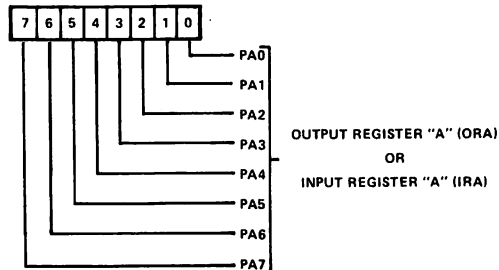 7 6 5 4 3 2 1 0
PA0
PA1
PA2
PA3
PA4
PA5
PA6
PA7
OUTPUT REGISTER "A" (ORA)
OR
INPUT REGISTER "A" (IRA)